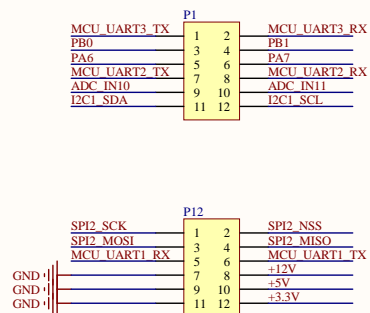 P1
MCU_UART3_TX 1 2 MCU_UART3_RX
PB0 3 4 PB1
PA6 5 6 PA7
MCU_UART2_TX 7 8 MCU_UART2_RX
ADC_IN10 9 10 ADC_IN11
I2C1_SDA 11 12 I2C1_SCL
P12
SPI2_SCK 1 2 SPI2_NSS
SPI2_MOSI 3 4 SPI2_MISO
MCU_UART1_RX 5 6 MCU_UART1_TX
GND 7 8 +12V
GND 9 10 +5V
GND 11 12 +3.3V